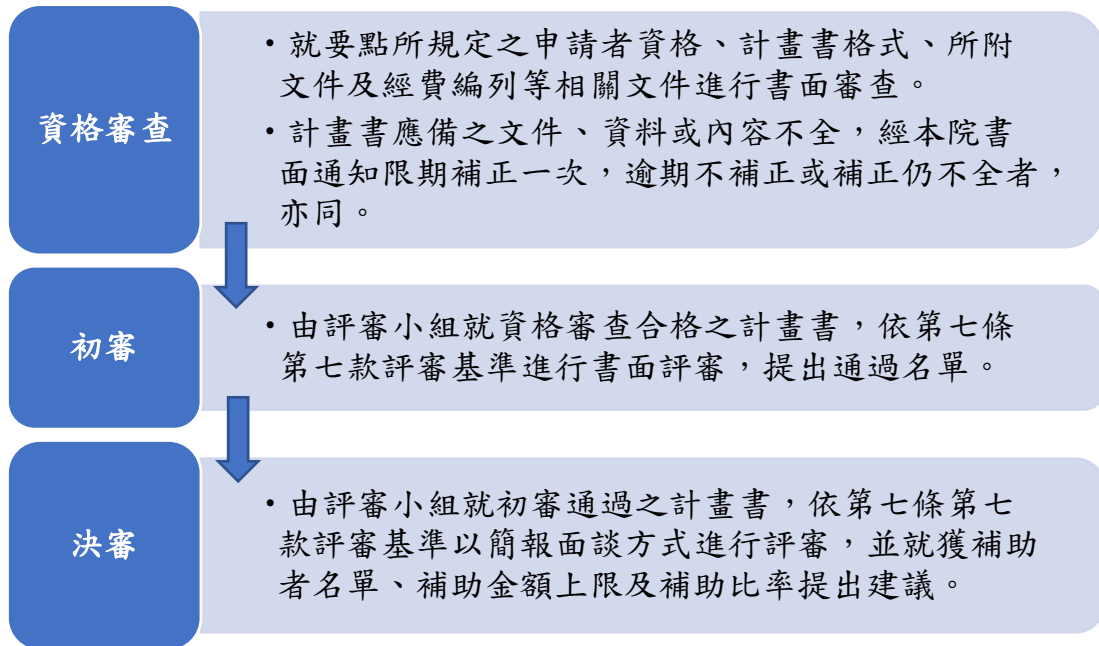 資格審查
•就要點所規定之申請者資格、計畫書格式、所附
文件及經費編列等相關文件進行書面審查。
•計畫書應備之文件、資料或內容不全，經本院書
面通知限期補正一次，逾期不補正或補正仍不全者，
亦同。
初審
•由評審小組就資格審查合格之計畫書，依第七條
第七款評審基準進行書面評審，提出通過名單。
決審
•由評審小組就初審通過之計畫書，依第七條第七
款評審基準以簡報面談方式進行評審，並就獲補助
者名單、補助金額上限及補助比率提出建議。